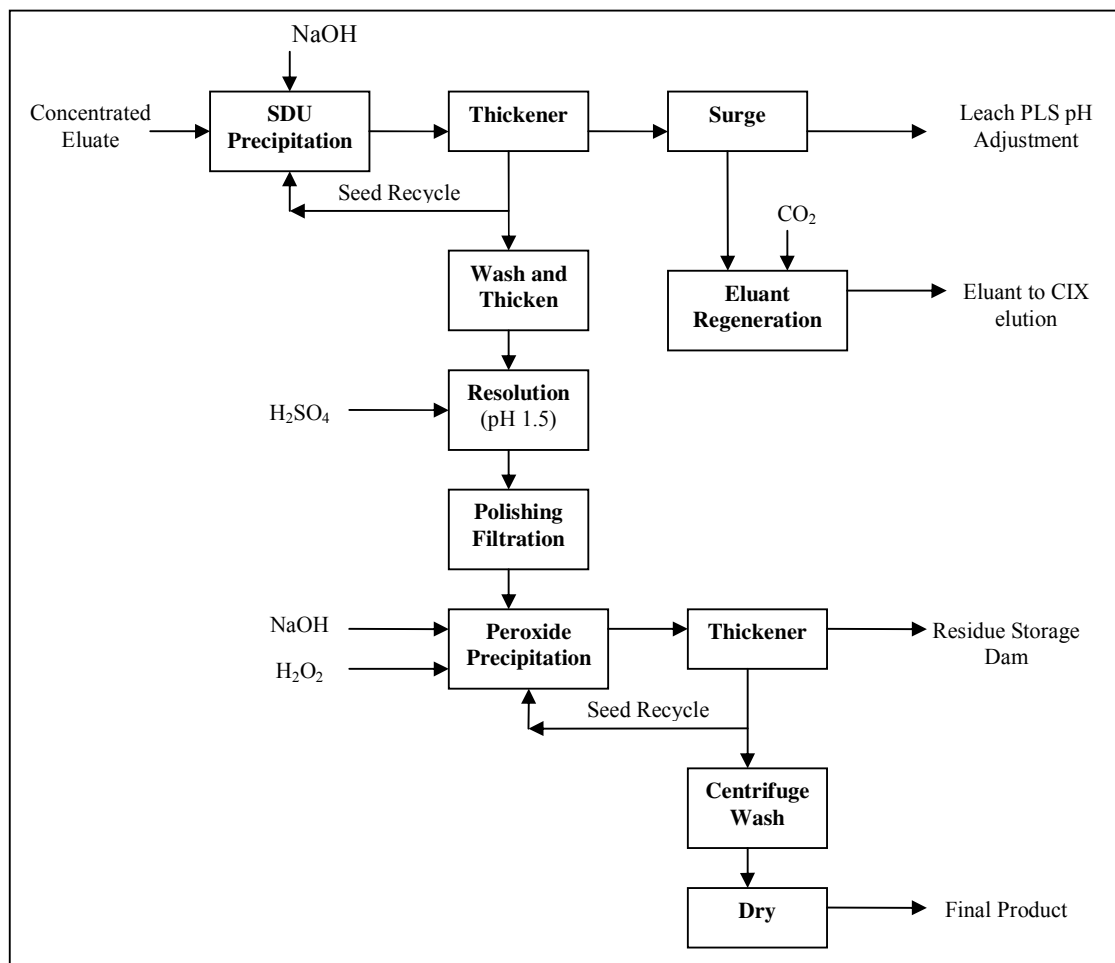 NaOH
Concentrated
Eluate
SDU
Precipitation
Thickener
Surge
Leach PLS pH
Adjustment
Seed Recycle
CO₂
Wash and
Thicken
Eluant
Regeneration
Eluant to CIX
elution
H₂SO₄
Resolution
(pH 1.5)
Polishing
Filtration
NaOH
H₂O₂
Peroxide
Precipitation
Thickener
Residue Storage
Dam
Seed Recycle
Centrifuge
Wash
Dry
Final Product